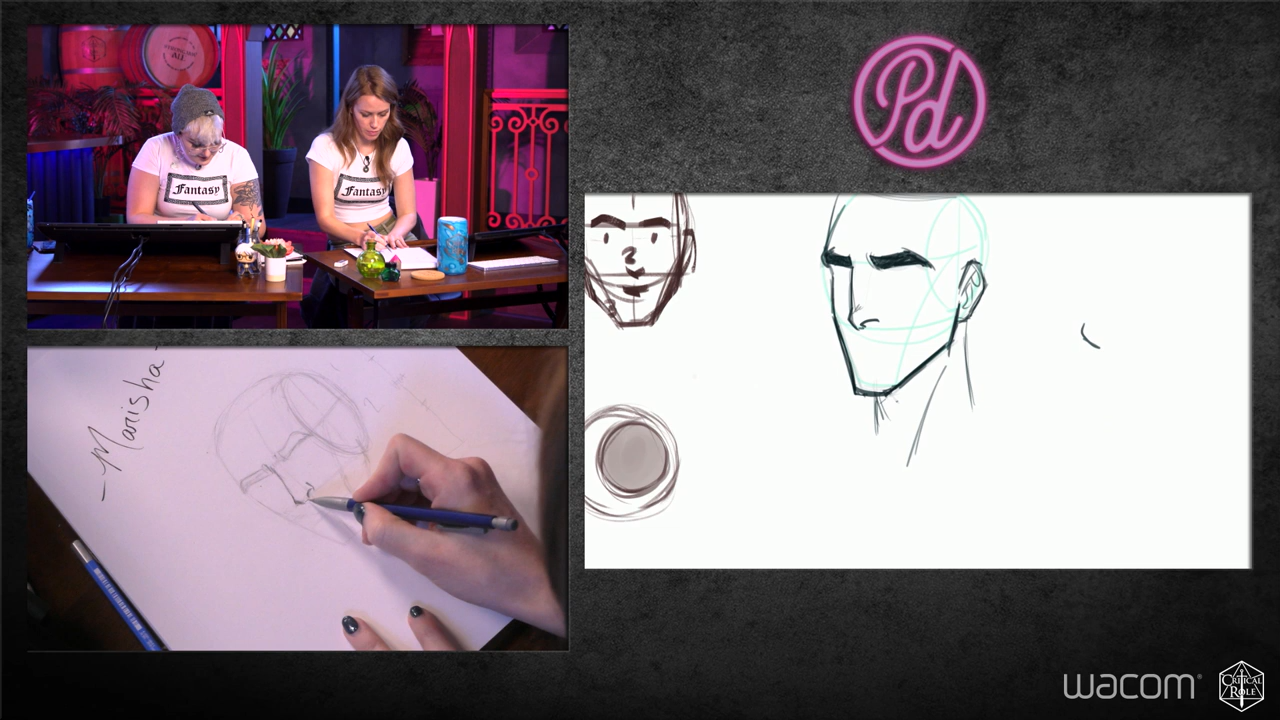 Pd
Fantasy
Fantasy
- Marisha -
wacom
CRITICAL
ROLE